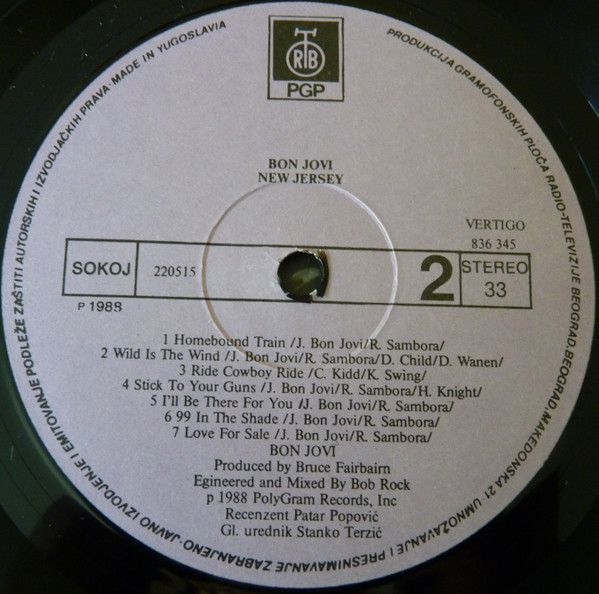 PRODUKCIJA GRAMOFONSKIH PLOČA RADIO-TELEVIZIJE BEOGRAD, BEOGRAD, MAKEDONSKA 21 UMNOŽAVANJE I PRESNIMAVANJE ZABRANJENO-JAVNO IZVODJENJE I EMITOVANJE PODLEŽE ZAŠTITI AUTORSKIH I IZVODJAČKIH PRAVA·MADE IN YUGOSLAVIA
RTB
PGP
BON JOVI
NEW JERSEY
VERTIGO
836 345
SOKOJ
220515
2
STEREO
33
P 1988
1 Homebound Train /J. Bon Jovi/R. Sambora/
2 Wild Is The Wind /J. Bon Jovi/R. Sambora/D. Child/D. Wanen/
3 Ride Cowboy Ride /C. Kidd/K. Swing/
4 Stick To Your Guns /J. Bon Jovi/R. Sambora/H. Knight/
5 I'll Be There For You /J. Bon Jovi/R. Sambora/
6 99 In The Shade /J. Bon Jovi/R. Sambora/
7 Love For Sale /J. Bon Jovi/R. Sambora/
BON JOVI
Produced by Bruce Fairbairn
Egineered and Mixed By Bob Rock
p 1988 PolyGram Records, Inc
Recenzent Patar Popović
Gl. urednik Stanko Terzić